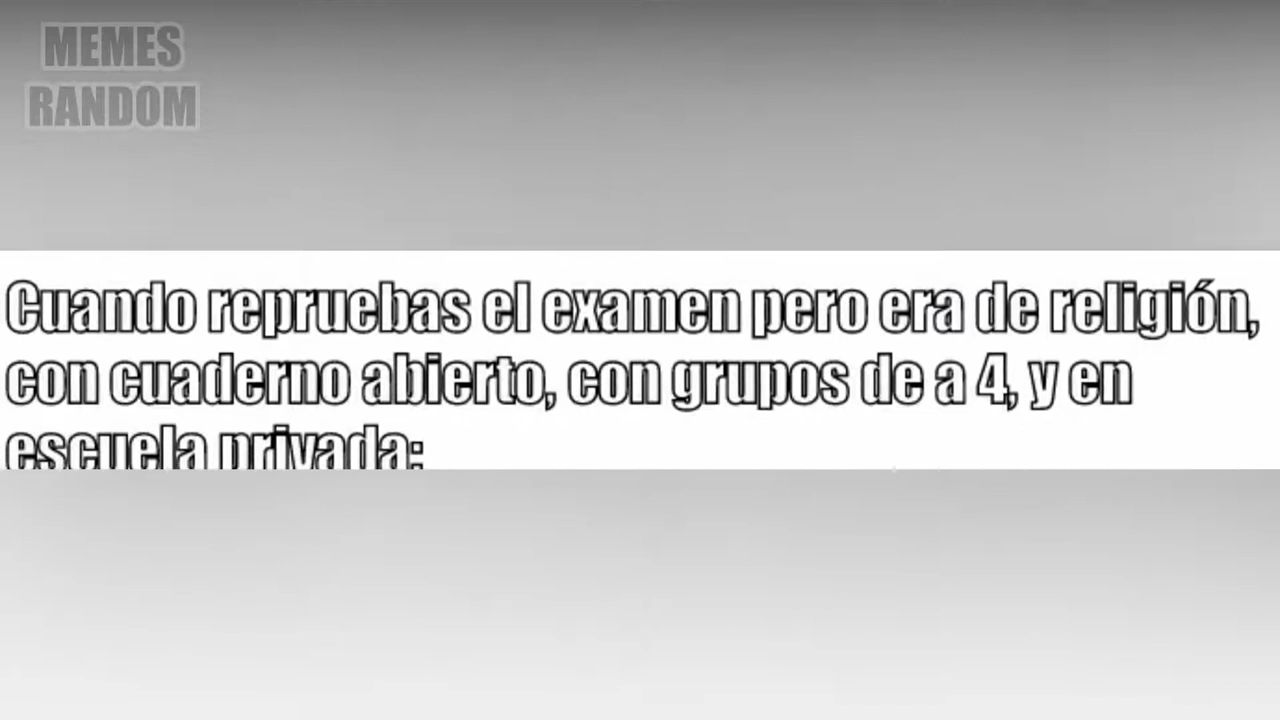 MEMES
RANDOM
Cuando repruebas el examen pero era de religión,
con cuaderno abierto, con grupos de a 4, y en
escuela privada: